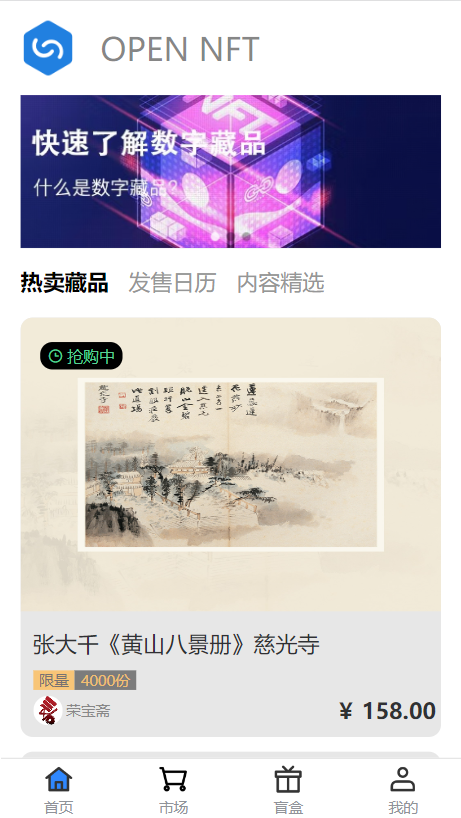 OPEN NFT
NFT
快速了解数字藏品
什么是数字藏品?
热卖藏品 发售日历 内容精选
抢购中
张大千《黄山八景册》慈光寺
限量 4000份
荣宝斋
¥ 158.00
首页 市场 盲盒 我的